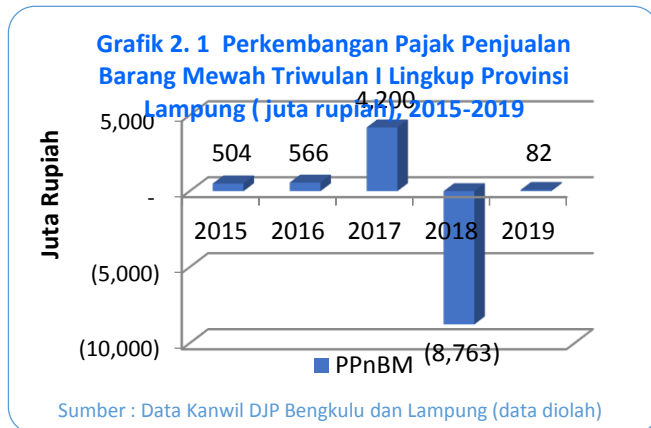 Grafik 2. 1 Perkembangan Pajak Penjualan
Barang Mewah Triwulan I Lingkup Provinsi
Lampung ( juta rupiah), 2015-2019
Juta Rupiah
5,000
-
(5,000)
(10,000)
504
566
4,200
(8,763)
82
2015 2016 2017 2018 2019
PPnBM
Sumber : Data Kanwil DJP Bengkulu dan Lampung (data diolah)